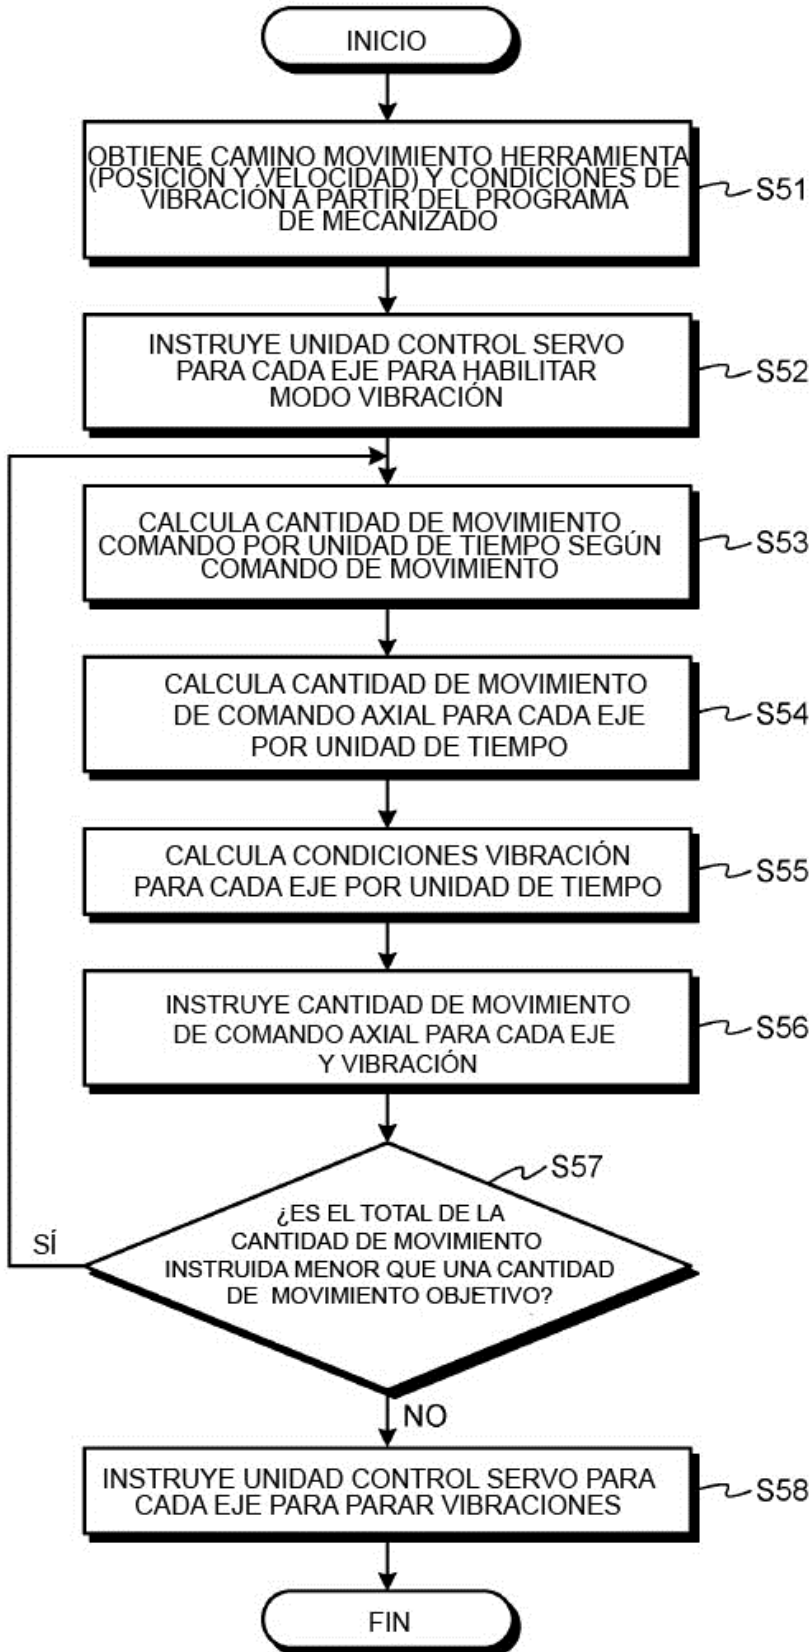 INICIO
OBTIENE CAMINO MOVIMIENTO HERRAMIENTA
(POSICIÓN Y VELOCIDAD) Y CONDICIONES DE
VIBRACIÓN A PARTIR DEL PROGRAMA
DE MECANIZADO
S51
INSTRUYE UNIDAD CONTROL SERVO
PARA CADA EJE PARA HABILITAR
MODO VIBRACIÓN
S52
CALCULA CANTIDAD DE MOVIMIENTO
COMANDO POR UNIDAD DE TIEMPO SEGÚN
COMANDO DE MOVIMIENTO
S53
CALCULA CANTIDAD DE MOVIMIENTO
DE COMANDO AXIAL PARA CADA EJE
POR UNIDAD DE TIEMPO
S54
CALCULA CONDICIONES VIBRACIÓN
PARA CADA EJE POR UNIDAD DE TIEMPO
S55
INSTRUYE CANTIDAD DE MOVIMIENTO
DE COMANDO AXIAL PARA CADA EJE
Y VIBRACIÓN
S56
S57
¿ES EL TOTAL DE LA
CANTIDAD DE MOVIMIENTO
INSTRUIDA MENOR QUE UNA CANTIDAD
DE MOVIMIENTO OBJETIVO?
SÍ
NO
INSTRUYE UNIDAD CONTROL SERVO PARA
CADA EJE PARA PARAR VIBRACIONES
S58
FIN